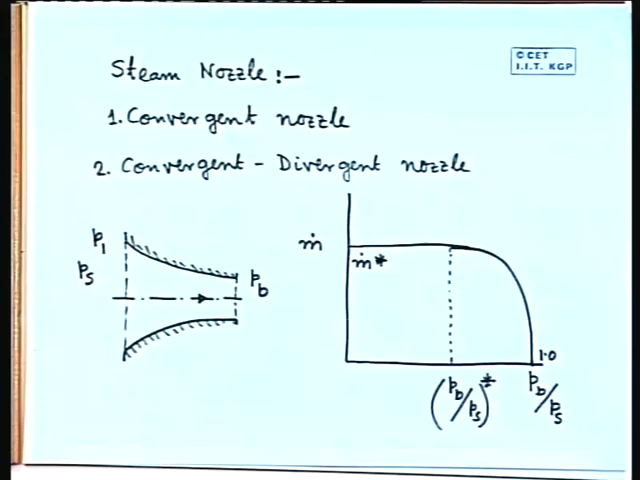 © CET
I.I.T. KGP
Steam Nozzle :-
1. Convergent nozzle
2. Convergent - Divergent nozzle
p1
ps
pb
ṁ
ṁ*
1.0
(pb/ps)*
pb/ps